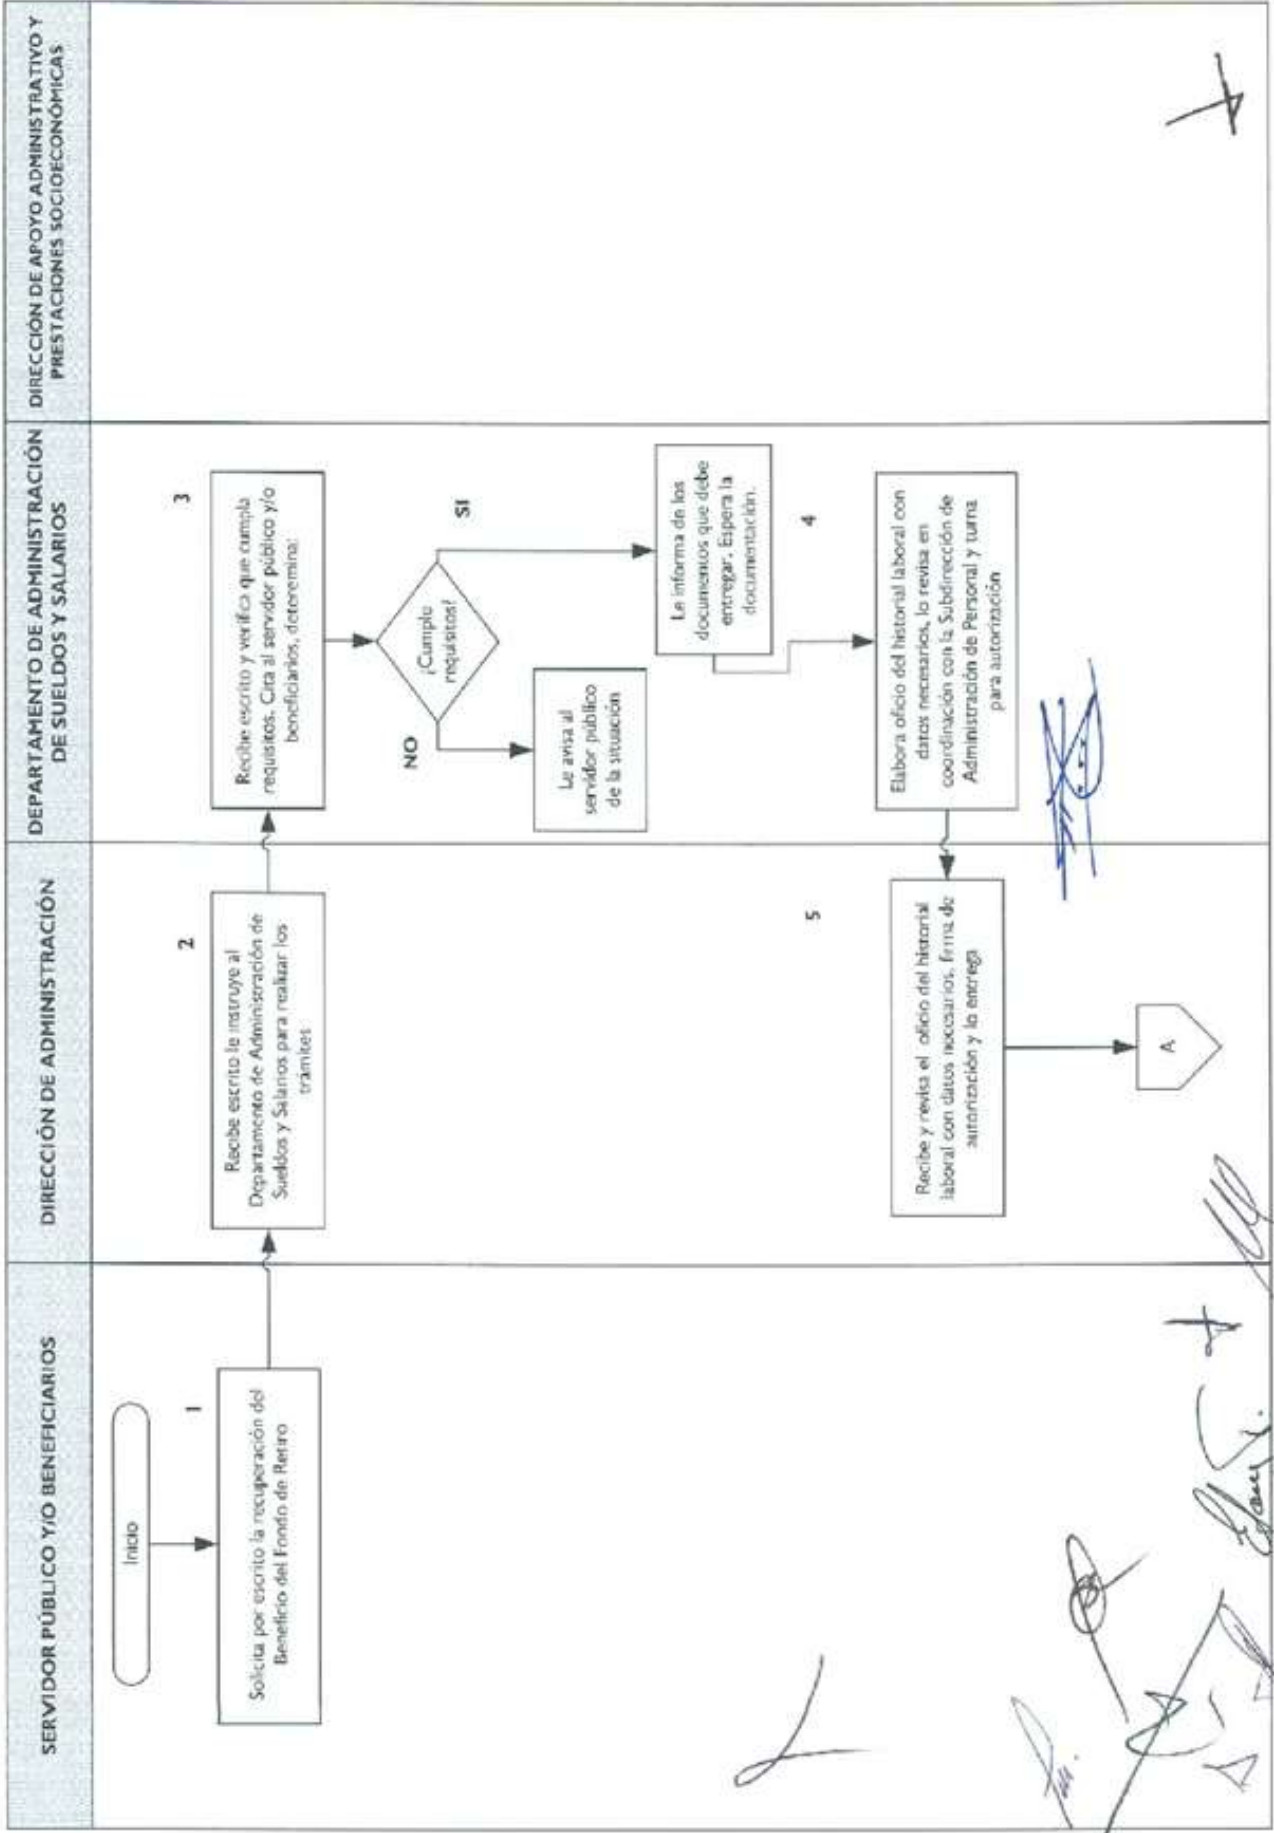 SERVIDOR PÚBLICO Y/O BENEFICIARIOS
DIRECCIÓN DE ADMINISTRACIÓN
DEPARTAMENTO DE ADMINISTRACIÓN
DE SUELDOS Y SALARIOS
DIRECCIÓN DE APOYO ADMINISTRATIVO Y
PRESTACIONES SOCIOECONÓMICAS
Inicio
1
Solicita por escrito la recuperación del
Beneficio del Fondo de Retiro
2
Recibe escrito le instruye al
Departamento de Administración de
Sueldos y Salarios para realizar los
trámites
3
Recibe escrito y verifica que cumpla
requisitos. Cita al servidor público y/o
beneficiarios, determina:
¿Cumple
requisitos?
NO
SI
Le avisa al
servidor público
de la situación
Le informa de los
documentos que debe
entregar. Espera la
documentación.
4
Elabora oficio del historial laboral con
datos necesarios, lo revisa en
coordinación con la Subdirección de
Administración de Personal y turna
para autorización
5
Recibe y revisa el oficio del historial
laboral con datos necesarios, firma de
autorización y lo entrega
A